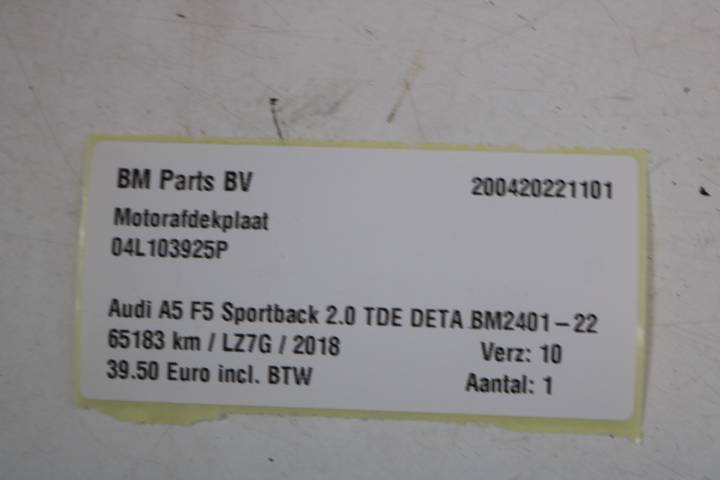 BM Parts BV 200420221101
Motorafdekplaat
04L103925P
Audi A5 F5 Sportback 2.0 TDE DETA BM2401-22
65183 km / LZ7G / 2018 Verz: 10
39.50 Euro incl. BTW Aantal: 1